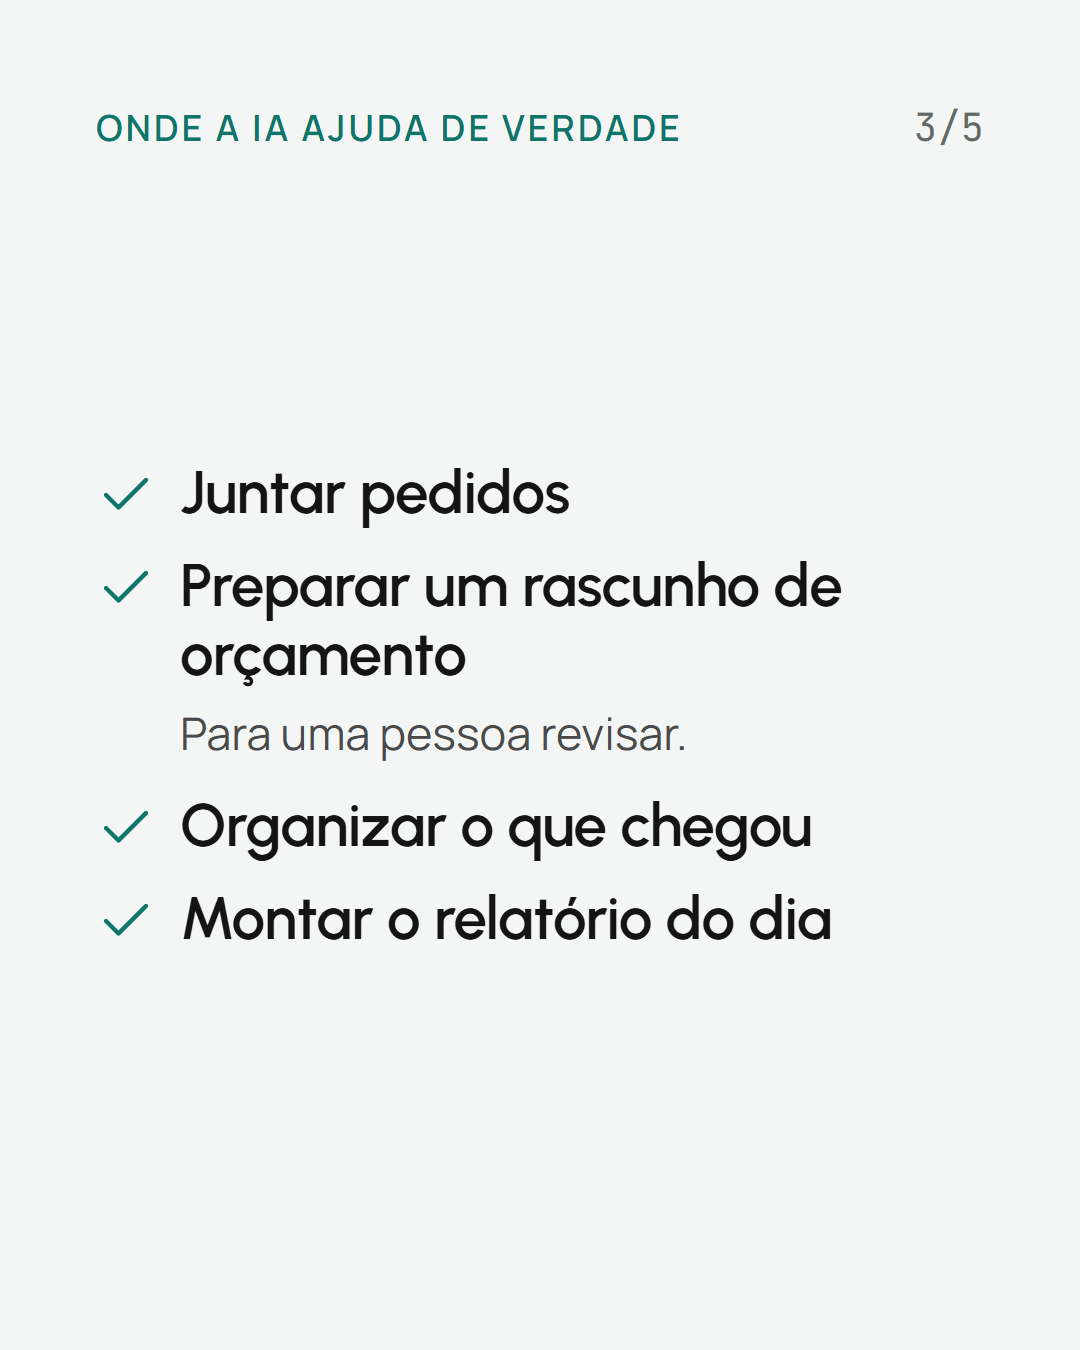 ONDE A IA AJUDA DE VERDADE
3/5
Juntar pedidos
Preparar um rascunho de
orçamento
Para uma pessoa revisar.
Organizar o que chegou
Montar o relatório do dia